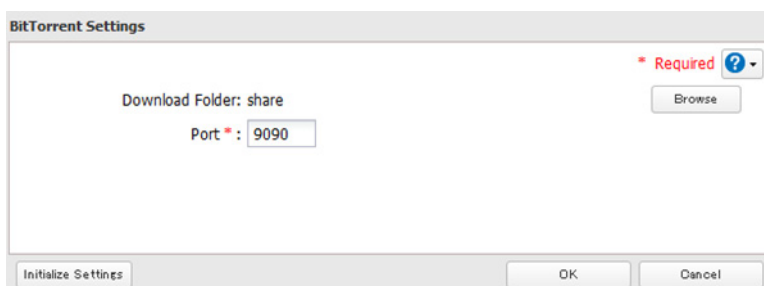 BitTorrent Settings
* Required ?
Download Folder: share Browse
Port * : 9090
Initialize Settings OK Cancel